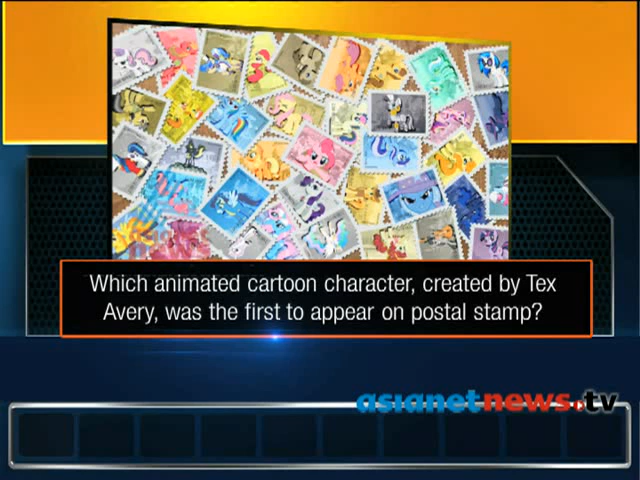 Which animated cartoon character, created by Tex
Avery, was the first to appear on postal stamp?
asianetnews.tv